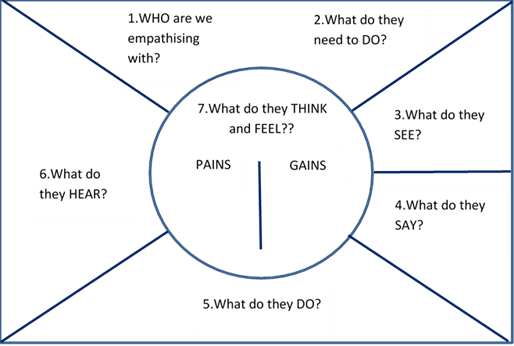 1.WHO are we
empathising
with?
2.What do they
need to DO?
3.What do they
SEE?
4.What do they
SAY?
5.What do they DO?
6.What do
they HEAR?
7.What do they THINK
and FEEL??
PAINS
GAINS